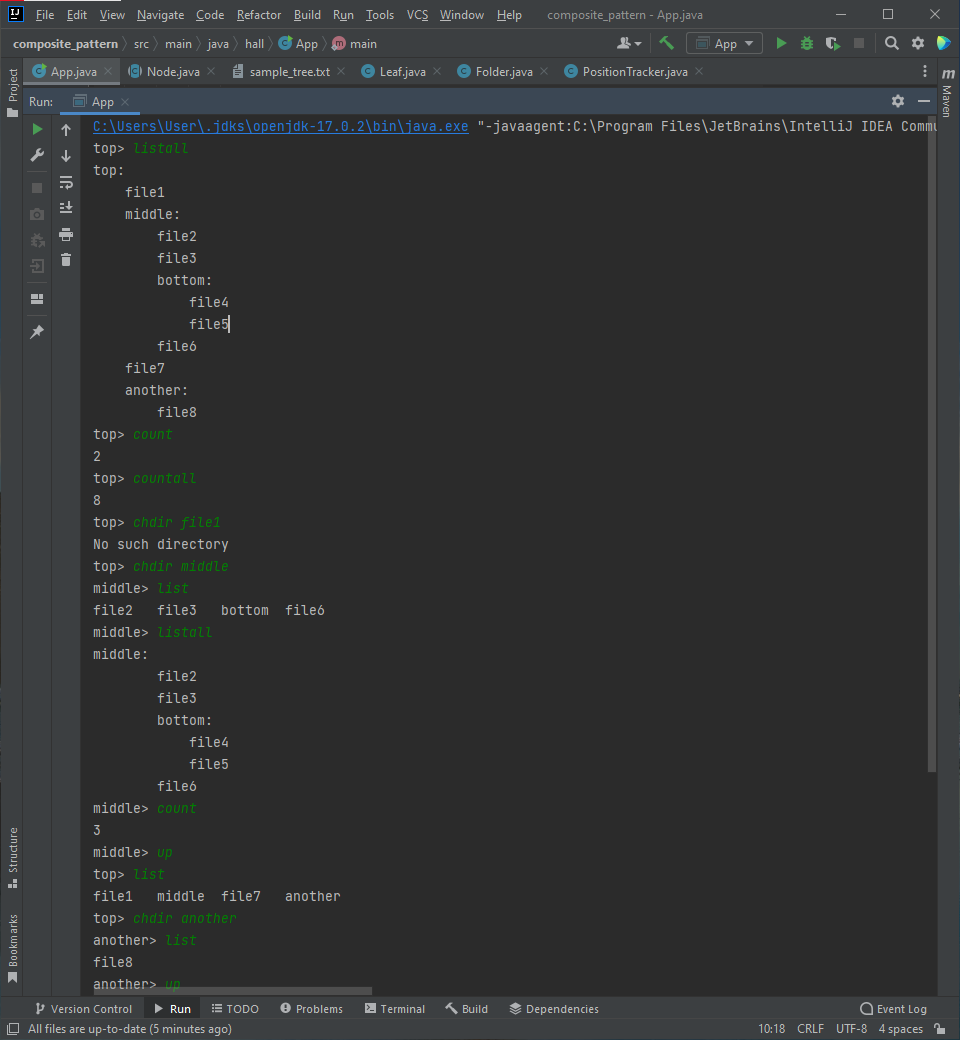 File Edit View Navigate Code Refactor Build Run Tools VCS Window Help composite_pattern - App.java
composite_pattern src main java hall App main App
App.java Node.java sample_tree.txt Leaf.java Folder.java PositionTracker.java
Project
Maven
Run: App
C:\Users\User\.jdks\openjdk-17.0.2\bin\java.exe "-javaagent:C:\Program Files\JetBrains\IntelliJ IDEA Commu
top> listall
top:
    file1
    middle:
        file2
        file3
        bottom:
            file4
            file5
        file6
    file7
    another:
        file8
top> count
2
top> countall
8
top> chdir file1
No such directory
top> chdir middle
middle> list
file2   file3   bottom  file6
middle> listall
middle:
        file2
        file3
        bottom:
            file4
            file5
        file6
middle> count
3
middle> up
top> list
file1   middle  file7   another
top> chdir another
another> list
file8
another> up
Structure
Bookmarks
Version Control Run TODO Problems Terminal Build Dependencies Event Log
All files are up-to-date (5 minutes ago) 10:18 CRLF UTF-8 4 spaces